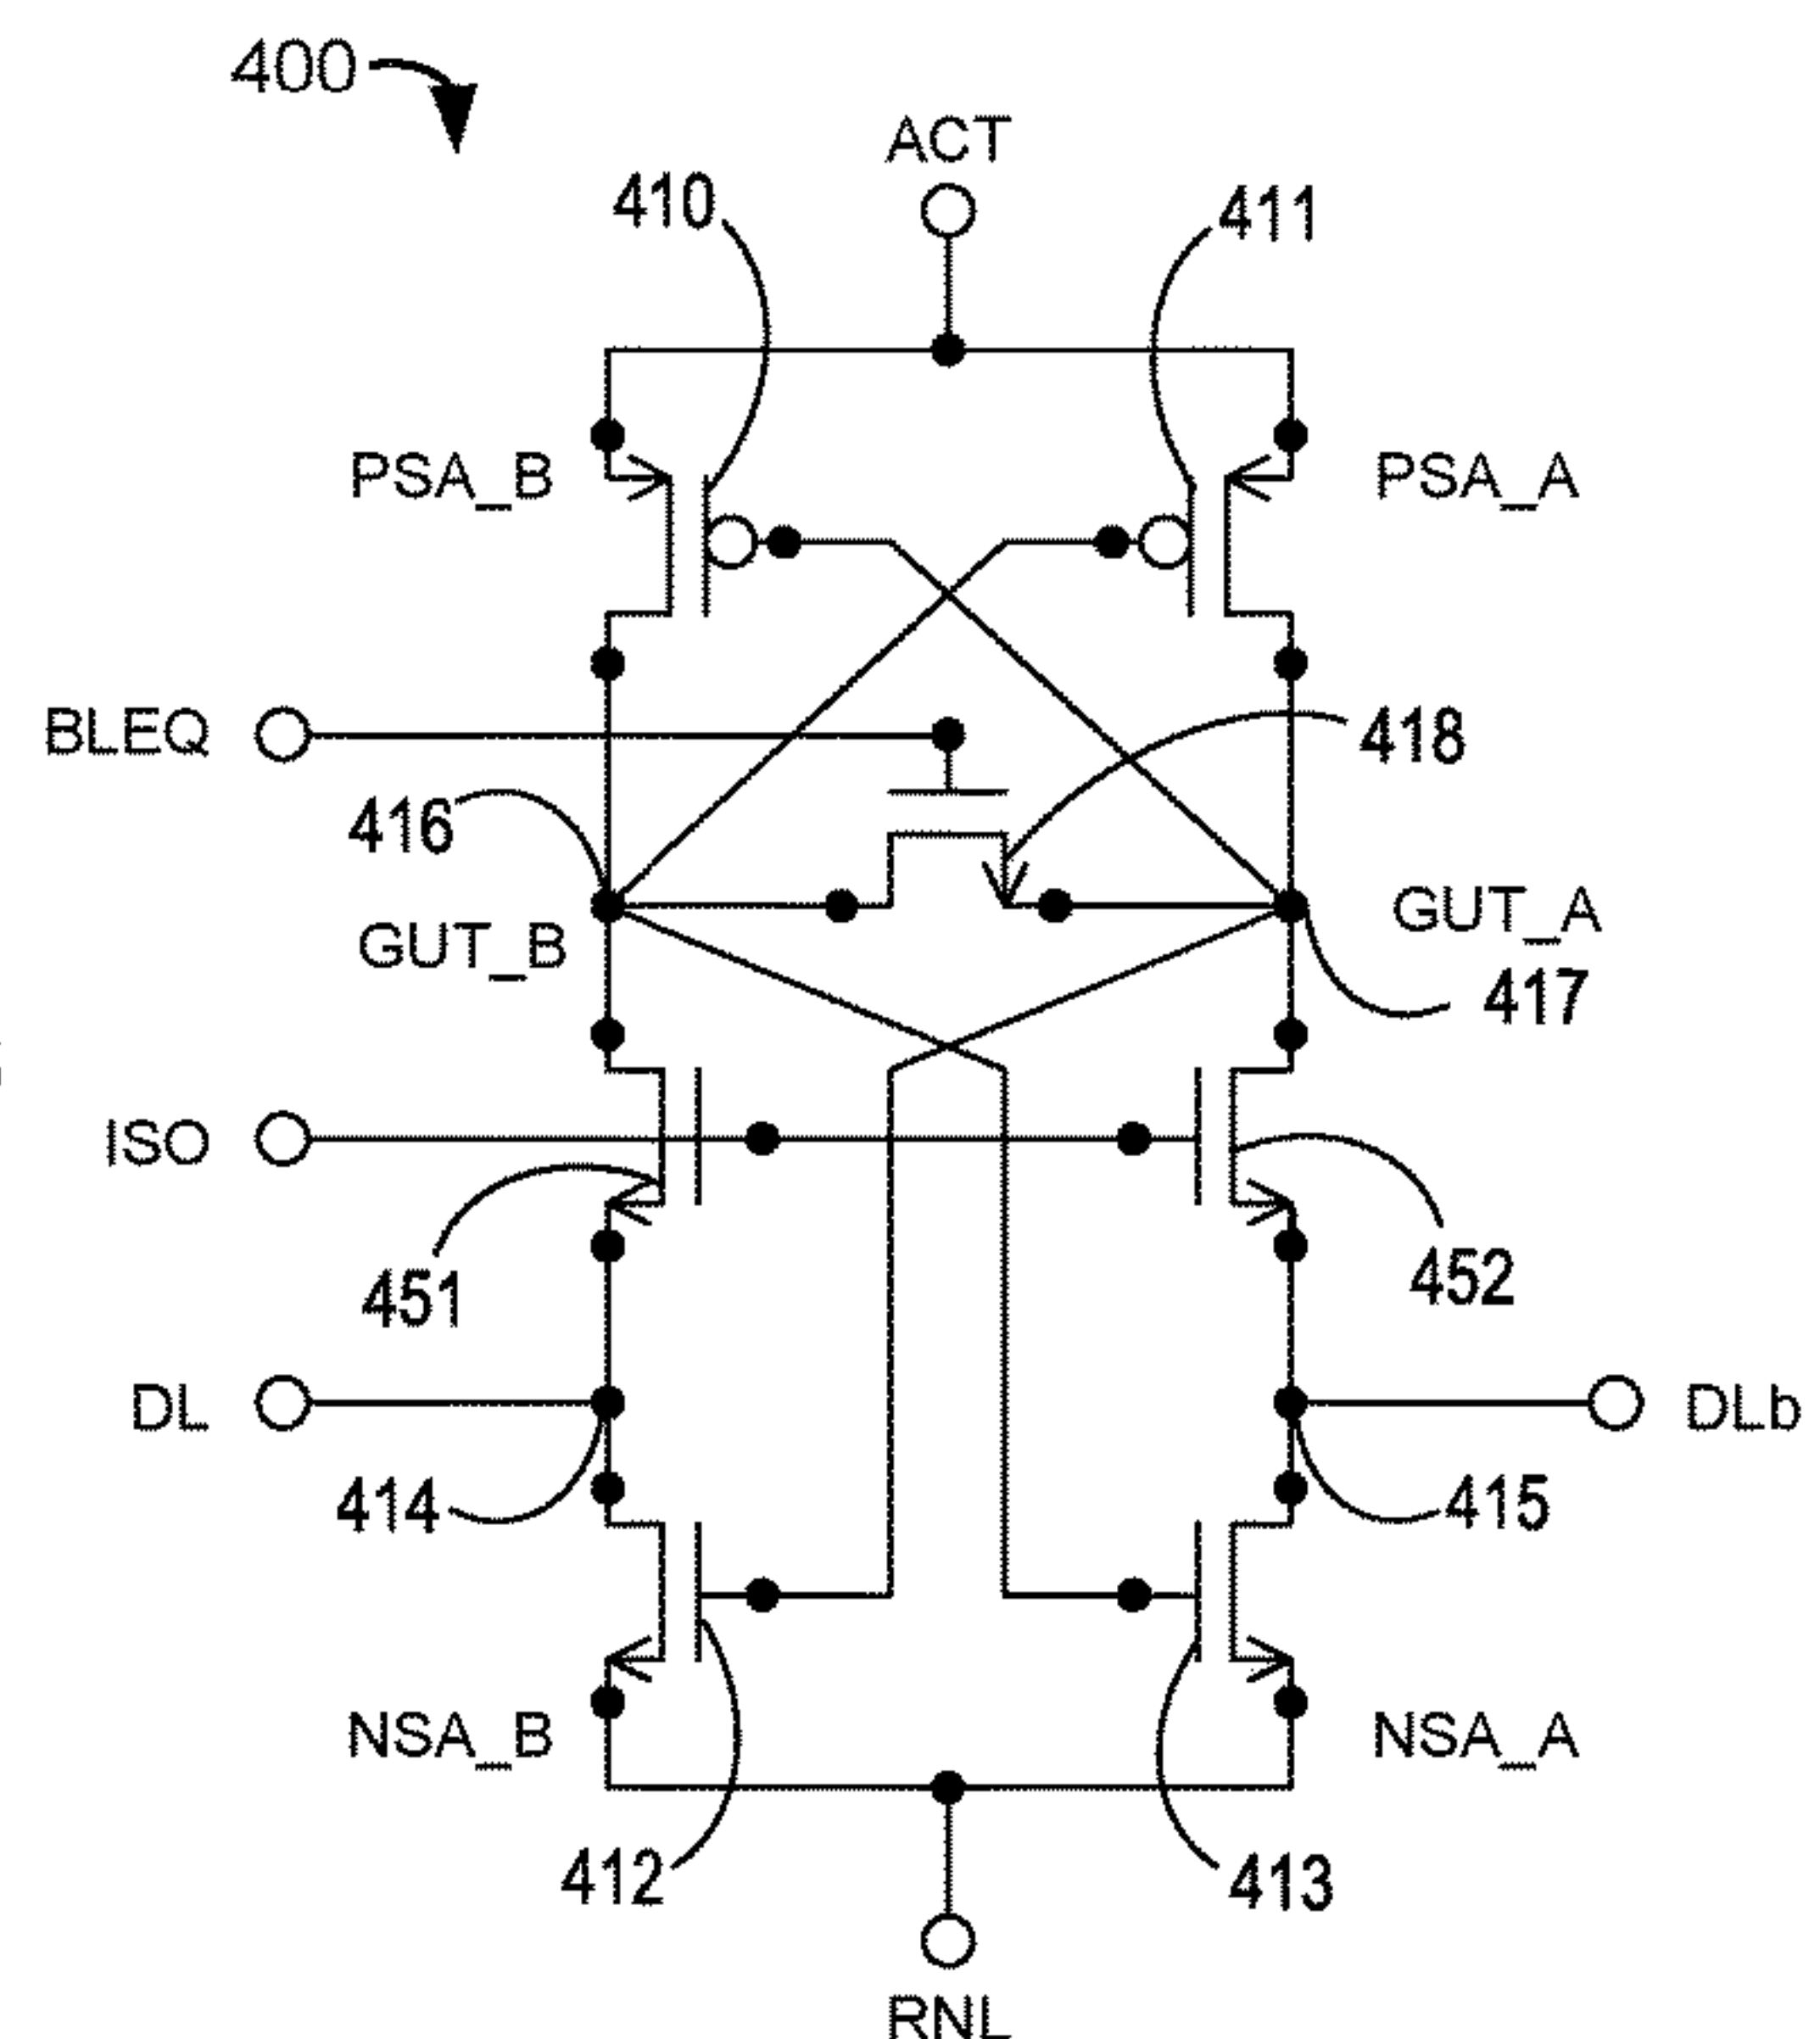 400
ACT
410
411
PSA_B
PSA_A
BLEQ
418
416
GUT_B
GUT_A
417
ISO
451
452
DL
DLb
414
415
NSA_B
NSA_A
412
413
RNL